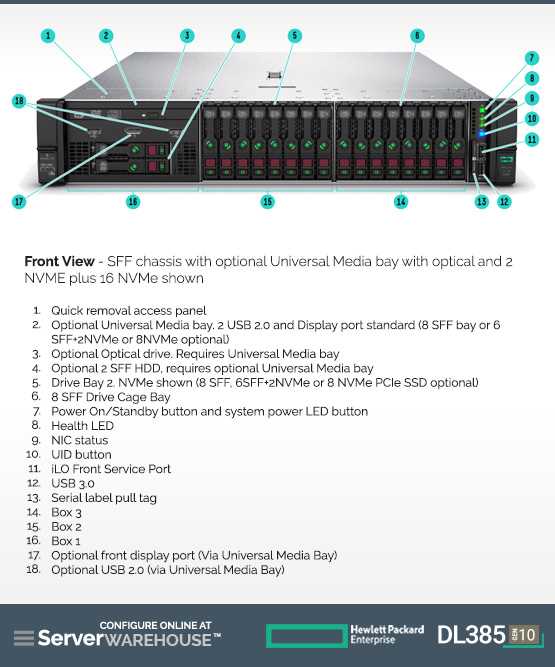 1 2 3 4 5 6
7
8
9
10
11
18
17 16 15 14 13 12
Front View - SFF chassis with optional Universal Media bay with optical and 2
NVME plus 16 NVMe shown
1. Quick removal access panel
2. Optional Universal Media bay. 2 USB 2.0 and Display port standard (8 SFF bay or 6
SFF+2NVMe or 8NVMe optional)
3. Optional Optical drive. Requires Universal Media bay
4. Optional 2 SFF HDD, requires optional Universal Media bay
5. Drive Bay 2. NVMe shown (8 SFF, 6SFF+2NVMe or 8 NVMe PCIe SSD optional)
6. 8 SFF Drive Cage Bay
7. Power On/Standby button and system power LED button
8. Health LED
9. NIC status
10. UID button
11. iLO Front Service Port
12. USB 3.0
13. Serial label pull tag
14. Box 3
15. Box 2
16. Box 1
17. Optional front display port (Via Universal Media Bay)
18. Optional USB 2.0 (via Universal Media Bay)
CONFIGURE ONLINE AT
ServerWAREHOUSE™
Hewlett Packard
Enterprise
DL385 GEN 10